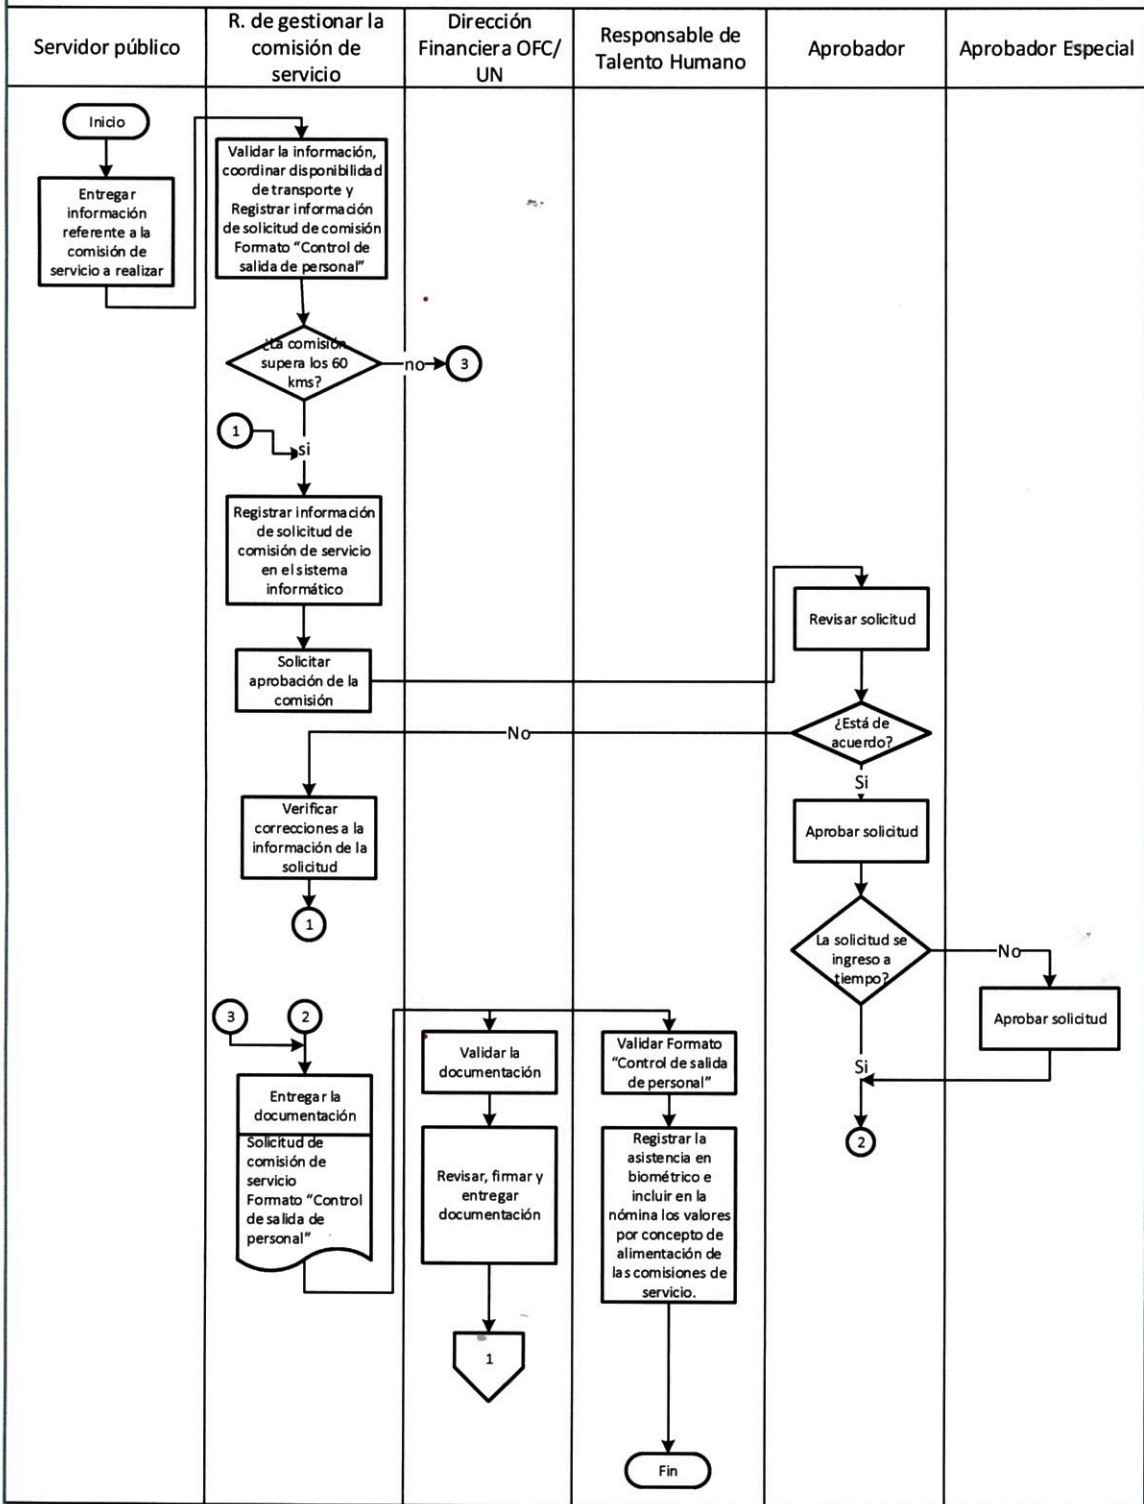 Servidor público
R. de gestionar la
comisión de
servicio
Dirección
Financiera OFC/
UN
Responsable de
Talento Humano
Aprobador
Aprobador Especial
Inicio
Entregar
información
referente a la
comisión de
servicio a realizar
Validar la información,
coordinar disponibilidad
de transporte y
Registrar información
de solicitud de comisión
Formato “Control de
salida de personal”
¿La comisión
supera los 60
kms?
no
3
1
si
Registrar información
de solicitud de
comisión de servicio
en el sistema
informático
Solicitar
aprobación de la
comisión
Revisar solicitud
¿Está de
acuerdo?
No
Si
Verificar
correcciones a la
información de la
solicitud
1
Aprobar solicitud
La solicitud se
ingreso a
tiempo?
No
Aprobar solicitud
Si
2
3
2
Entregar la
documentación
Solicitud de
comisión de
servicio
Formato “Control
de salida de
personal”
Validar la
documentación
Revisar, firmar y
entregar
documentación
1
Validar Formato
“Control de salida
de personal”
Registrar la
asistencia en
biométrico e
incluir en la
nómina los valores
por concepto de
alimentación de
las comisiones de
servicio.
Fin